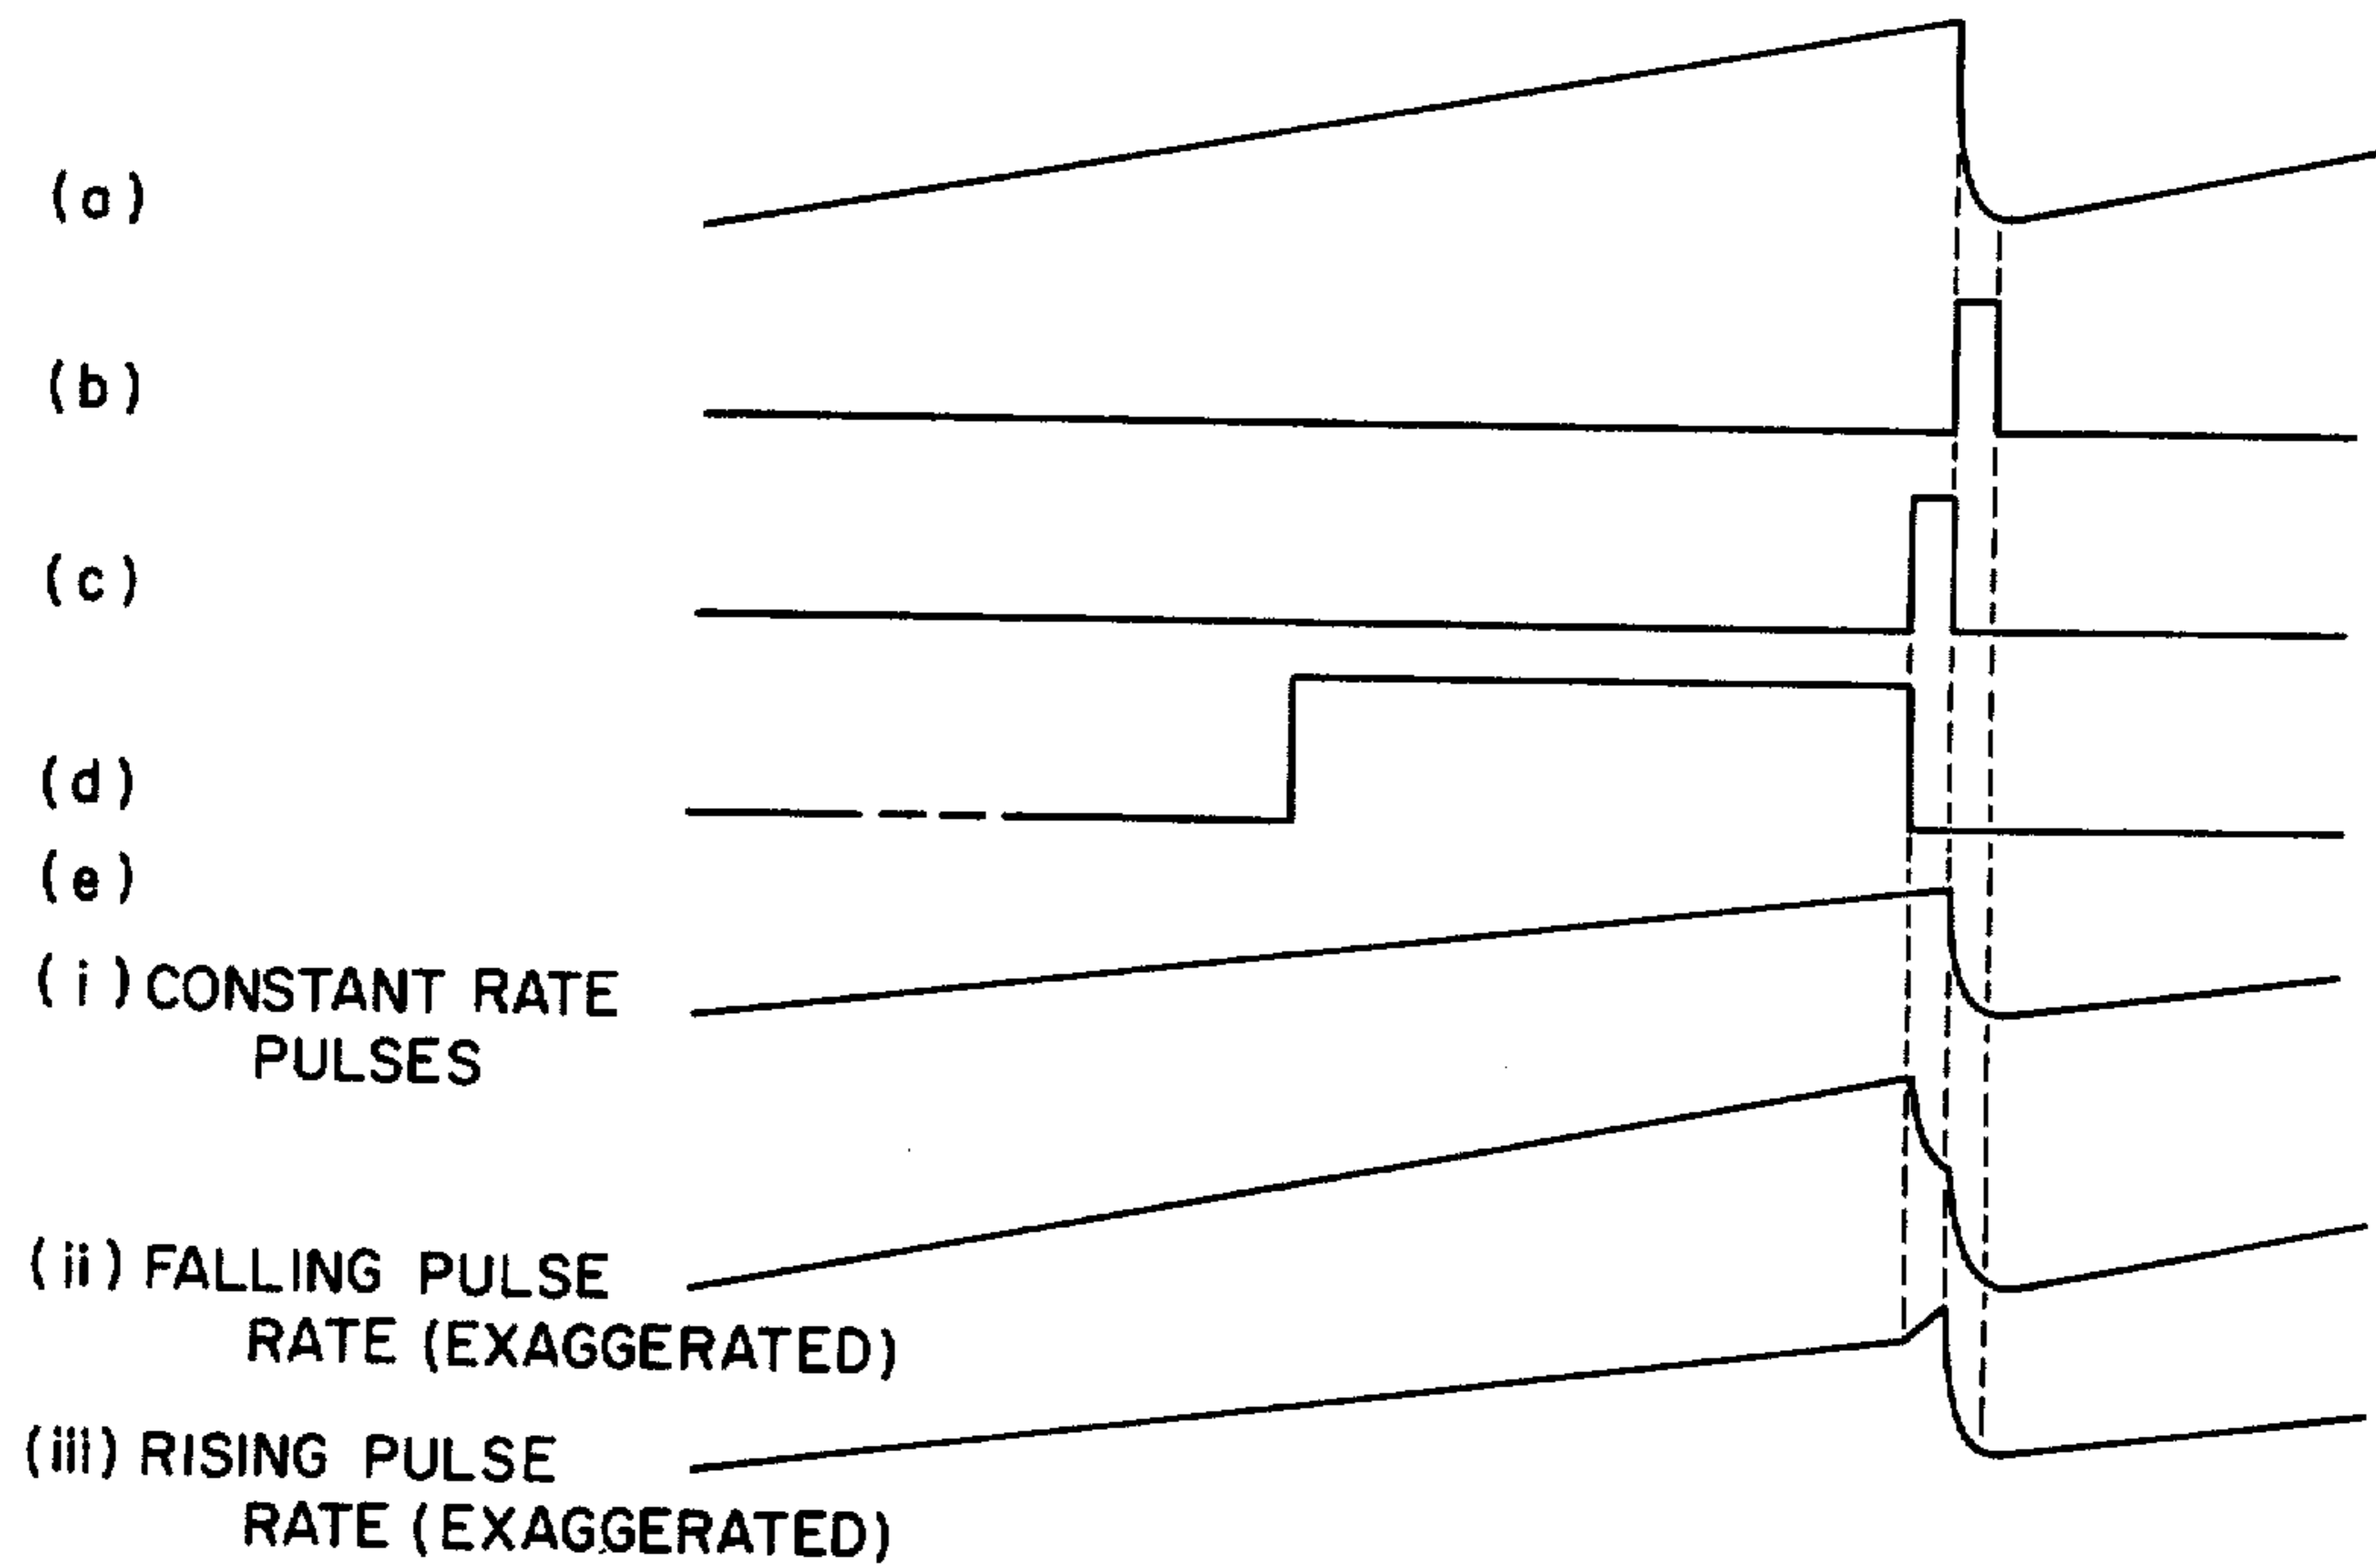 (a)
(b)
(c)
(d)
(e)
(i) CONSTANT RATE
PULSES
(ii) FALLING PULSE
RATE (EXAGGERATED)
(iii) RISING PULSE
RATE (EXAGGERATED)